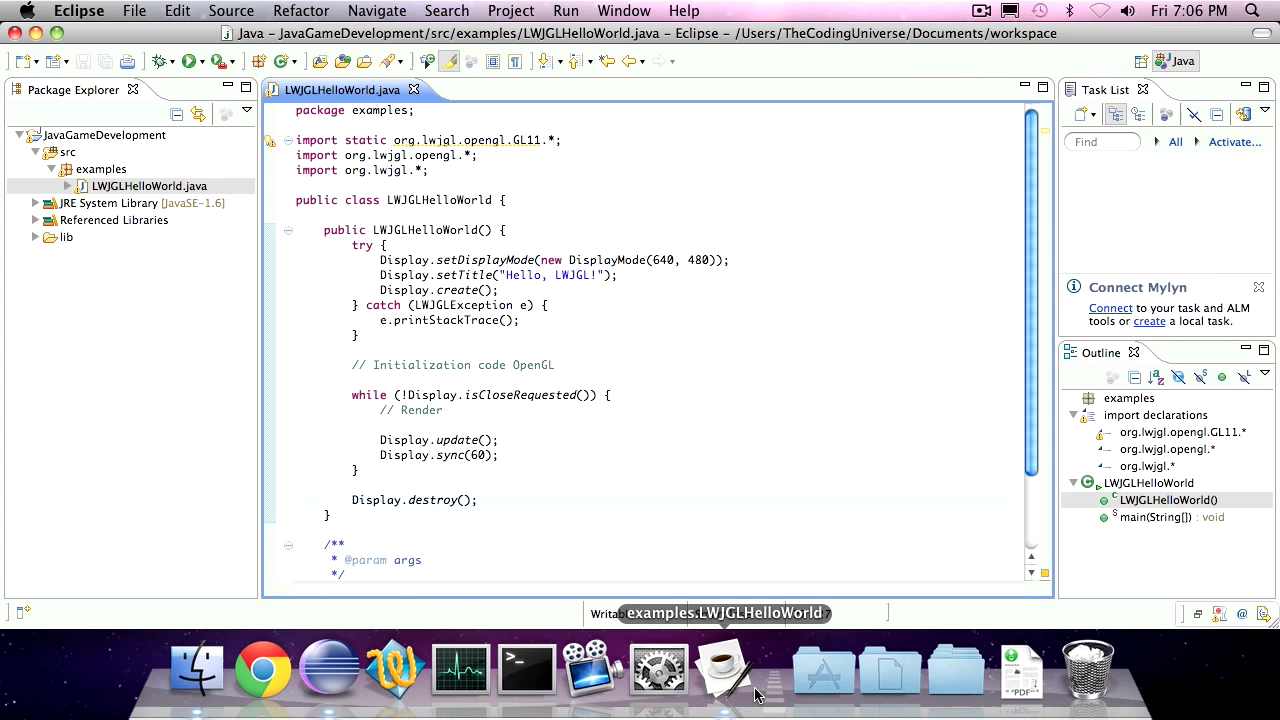 Eclipse File Edit Source Refactor Navigate Search Project Run Window Help Fri 7:06 PM
Java – JavaGameDevelopment/src/examples/LWJGLHelloWorld.java – Eclipse – /Users/TheCodingUniverse/Documents/workspace
Java
Package Explorer
JavaGameDevelopment
src
examples
LWJGLHelloWorld.java
JRE System Library [JavaSE-1.6]
Referenced Libraries
lib
LWJGLHelloWorld.java
package examples;
import static org.lwjgl.opengl.GL11.*;
import org.lwjgl.opengl.*;
import org.lwjgl.*;
public class LWJGLHelloWorld {
public LWJGLHelloWorld() {
try {
Display.setDisplayMode(new DisplayMode(640, 480));
Display.setTitle("Hello, LWJGL!");
Display.create();
} catch (LWJGLException e) {
e.printStackTrace();
}
// Initialization code OpenGL
while (!Display.isCloseRequested()) {
// Render
Display.update();
Display.sync(60);
}
Display.destroy();
}
/**
* @param args
*/
Task List
Find All Activate...
Connect Mylyn
Connect to your task and ALM
tools or create a local task.
Outline
examples
import declarations
org.lwjgl.opengl.GL11.*
org.lwjgl.opengl.*
org.lwjgl.*
LWJGLHelloWorld
LWJGLHelloWorld()
main(String[]) : void
examples.LWJGLHelloWorld
PDF